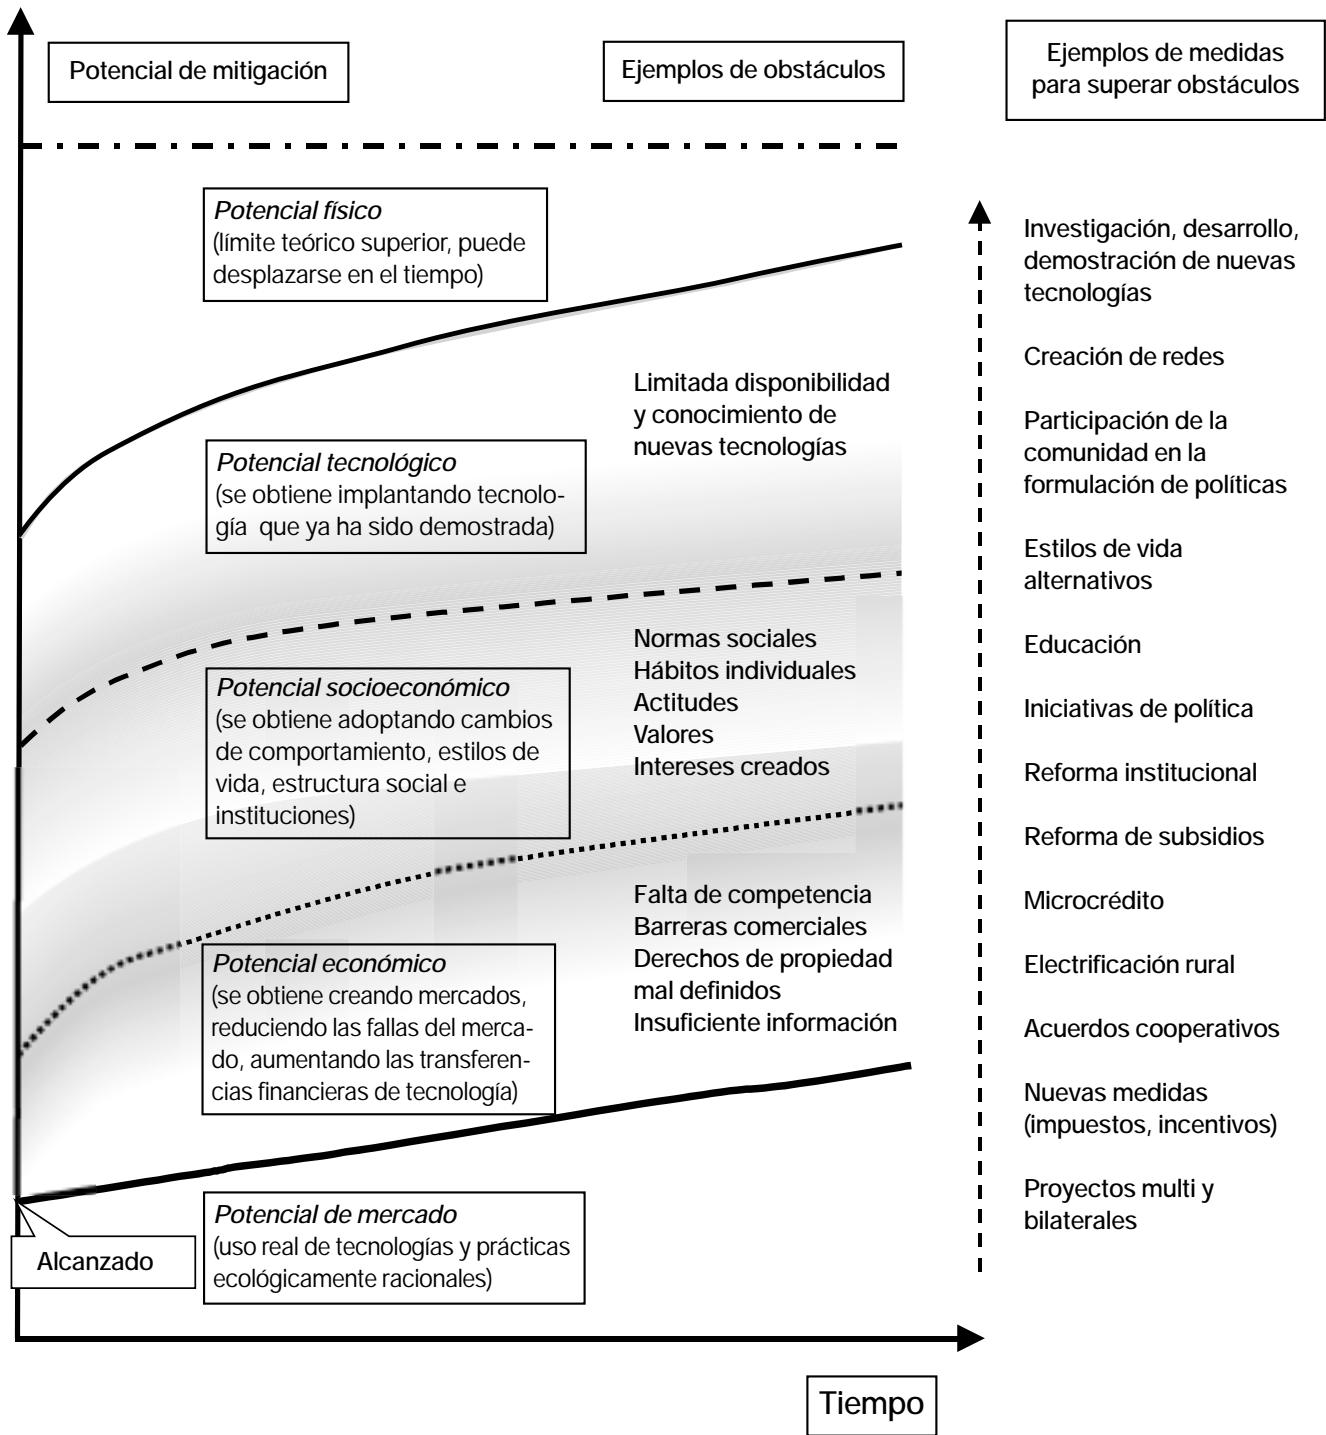 Potencial de mitigación
Ejemplos de obstáculos
Ejemplos de medidas
para superar obstáculos
Potencial físico
(límite teórico superior, puede
desplazarse en el tiempo)
Limitada disponibilidad
y conocimiento de
nuevas tecnologías
Potencial tecnológico
(se obtiene implantando tecnolo-
gía que ya ha sido demostrada)
Normas sociales
Hábitos individuales
Actitudes
Valores
Intereses creados
Potencial socioeconómico
(se obtiene adoptando cambios
de comportamiento, estilos de
vida, estructura social e
instituciones)
Falta de competencia
Barreras comerciales
Derechos de propiedad
mal definidos
Insuficiente información
Potencial económico
(se obtiene creando mercados,
reduciendo las fallas del merca-
do, aumentando las transferen-
cias financieras de tecnología)
Potencial de mercado
(uso real de tecnologías y prácticas
ecológicamente racionales)
Alcanzado
Investigación, desarrollo,
demostración de nuevas
tecnologías
Creación de redes
Participación de la
comunidad en la
formulación de políticas
Estilos de vida
alternativos
Educación
Iniciativas de política
Reforma institucional
Reforma de subsidios
Microcrédito
Electrificación rural
Acuerdos cooperativos
Nuevas medidas
(impuestos, incentivos)
Proyectos multi y
bilaterales
Tiempo